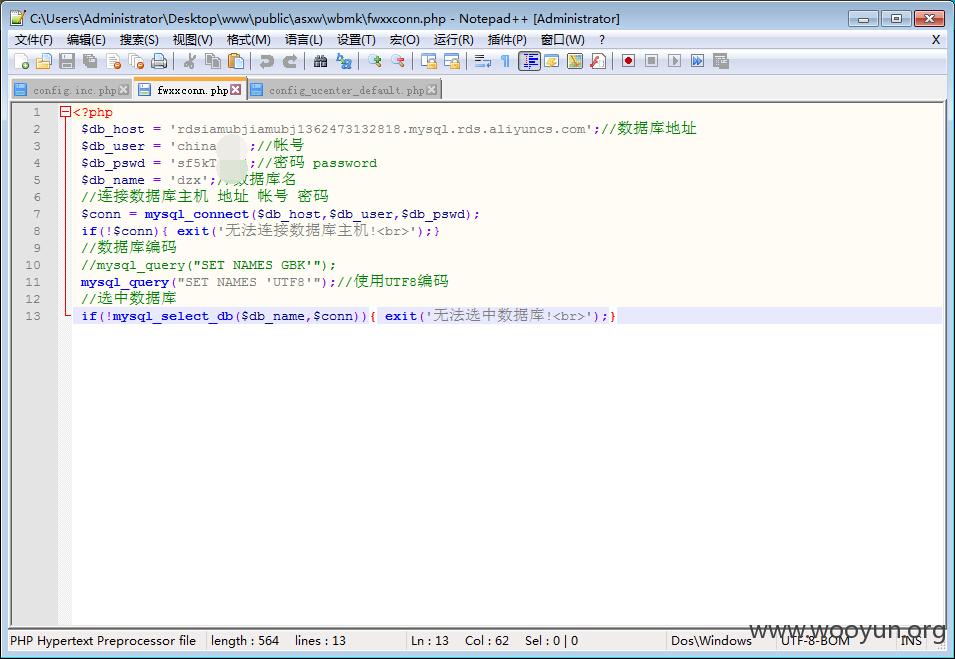 C:\Users\Administrator\Desktop\www\public\asxw\wbmk\fwxxconn.php - Notepad++ [Administrator]
文件(F) 编辑(E) 搜索(S) 视图(V) 格式(M) 语言(L) 设置(T) 宏(O) 运行(R) 插件(P) 窗口(W) ? X
config.inc.php fwxxconn.php config_ucenter_default.php
1 <?php
2 $db_host = 'rdsiamubjiamubj1362473132818.mysql.rds.aliyuncs.com';//数据库地址
3 $db_user = 'china ;//帐号
4 $db_pswd = 'sf5kT ;//密码 password
5 $db_name = 'dzx';//数据库名
6 //连接数据库主机 地址 帐号 密码
7 $conn = mysql_connect($db_host,$db_user,$db_pswd);
8 if(!$conn){ exit('无法连接数据库主机!<br>');}
9 //数据库编码
10 //mysql_query("SET NAMES GBK'");
11 mysql_query("SET NAMES 'UTF8'");//使用UTF8编码
12 //选中数据库
13 if(!mysql_select_db($db_name,$conn)){ exit('无法选中数据库!<br>');}
PHP Hypertext Preprocessor file length : 564 lines : 13 Ln : 13 Col : 62 Sel : 0 | 0 Dos\Windows UTF-8-BOM INS
www.wooyun.org